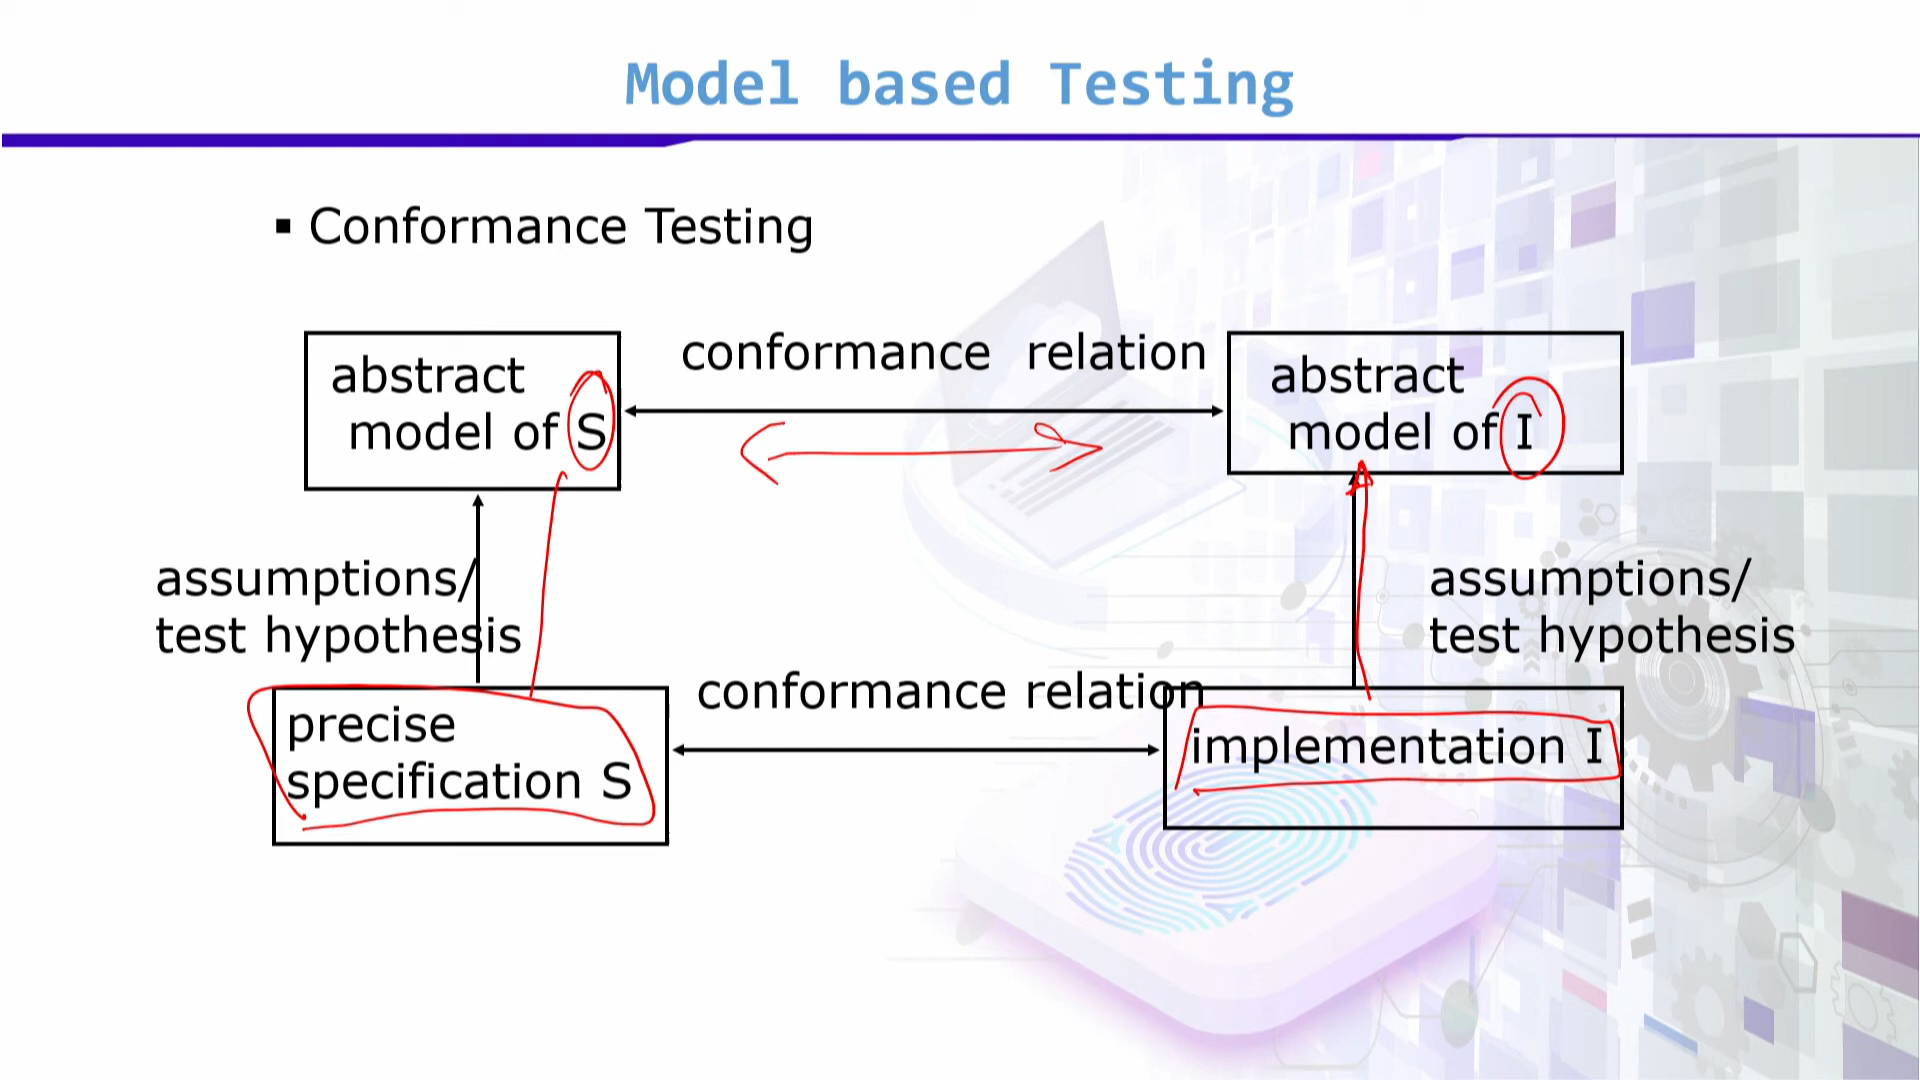 Model based Testing
▪ Conformance Testing
abstract
model of S
conformance relation
abstract
model of I
assumptions/
test hypothesis
assumptions/
test hypothesis
precise
specification S
conformance relation
implementation I